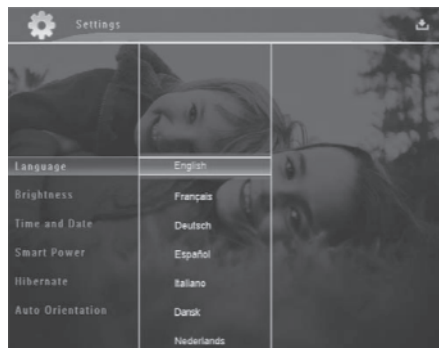 Settings
Language
Brightness
Time and Date
Smart Power
Hibernate
Auto Orientation
English
Français
Deutsch
Español
Italiano
Dansk
Nederlands